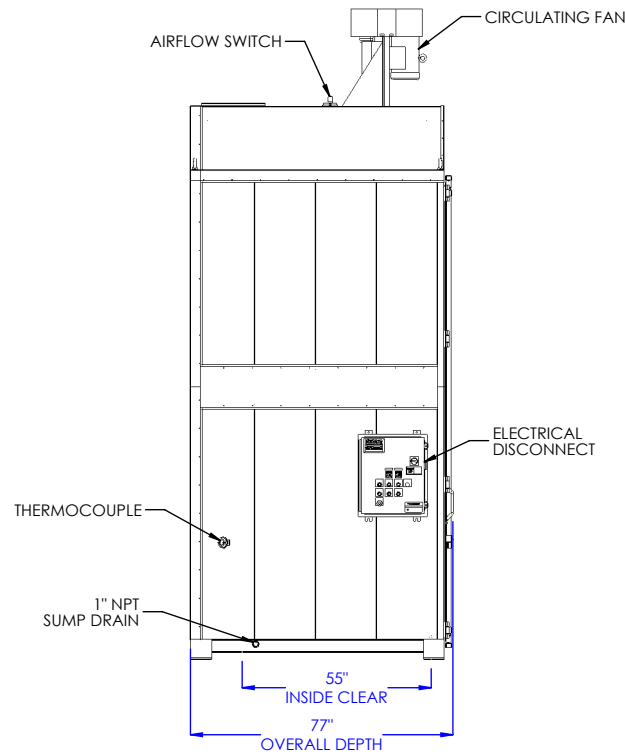 CIRCULATING FAN
AIRFLOW SWITCH
ELECTRICAL
DISCONNECT
THERMOCOUPLE
1" NPT
SUMP DRAIN
55"
INSIDE CLEAR
77"
OVERALL DEPTH